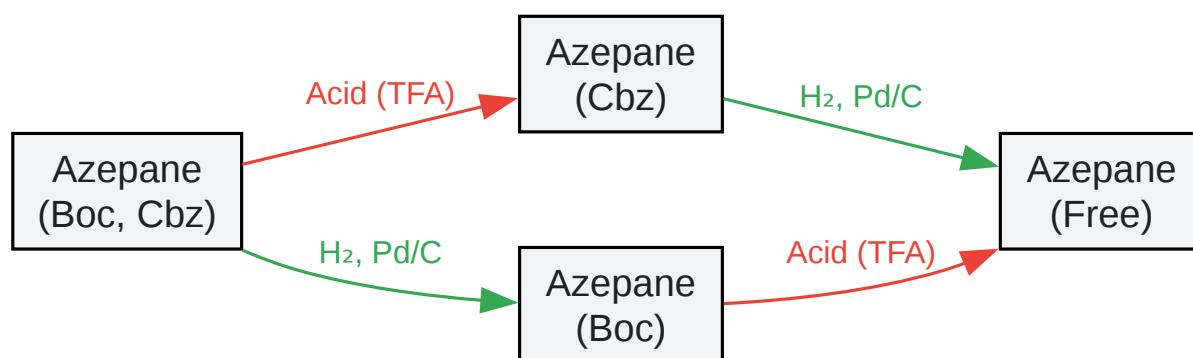 Azepane
(Boc, Cbz)
Acid (TFA)
H₂, Pd/C
Azepane
(Cbz)
Azepane
(Boc)
H₂, Pd/C
Acid (TFA)
Azepane
(Free)